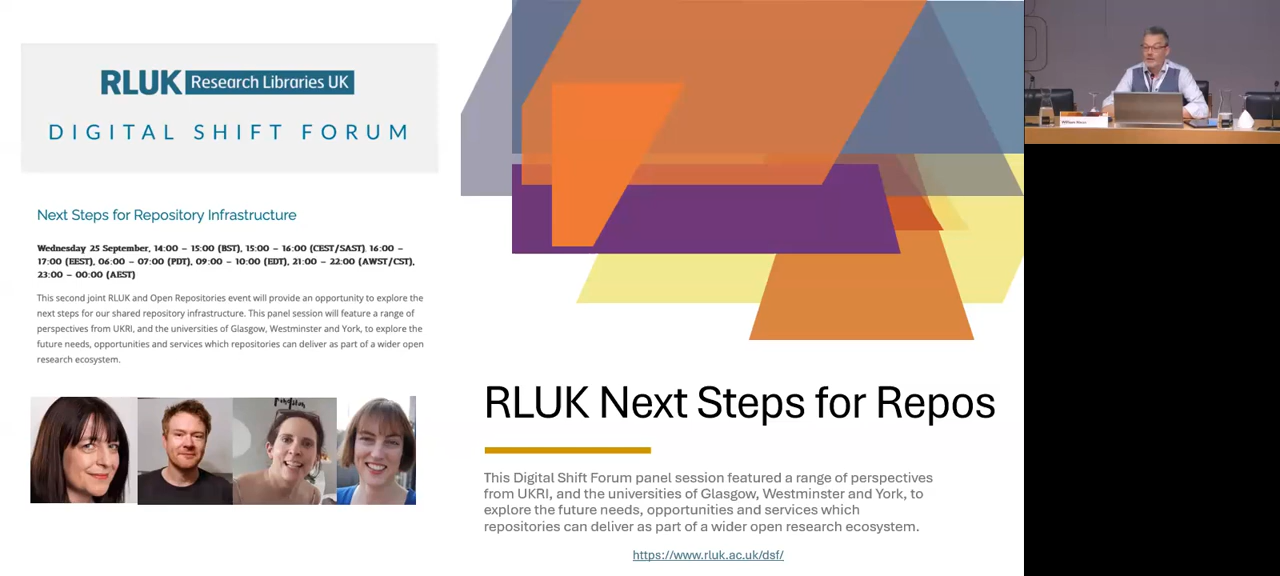 RLUK Research Libraries UK
DIGITAL SHIFT FORUM
Next Steps for Repository Infrastructure
Wednesday 25 September, 14:00 – 15:00 (BST), 15:00 – 16:00 (CEST/SAST). 16:00 –
17:00 (EEST), 06:00 – 07:00 (PDT), 09:00 – 10:00 (EDT), 21:00 – 22:00 (AWST/CST),
23:00 – 00:00 (AEST)
This second joint RLUK and Open Repositories event will provide an opportunity to explore the
next steps for our shared repository infrastructure. This panel session will feature a range of
perspectives from UKRI, and the universities of Glasgow, Westminster and York, to explore the
future needs, opportunities and services which repositories can deliver as part of a wider open
research ecosystem.
RLUK Next Steps for Repos
This Digital Shift Forum panel session featured a range of perspectives
from UKRI, and the universities of Glasgow, Westminster and York, to
explore the future needs, opportunities and services which
repositories can deliver as part of a wider open research ecosystem.
https://www.rluk.ac.uk/dsf/